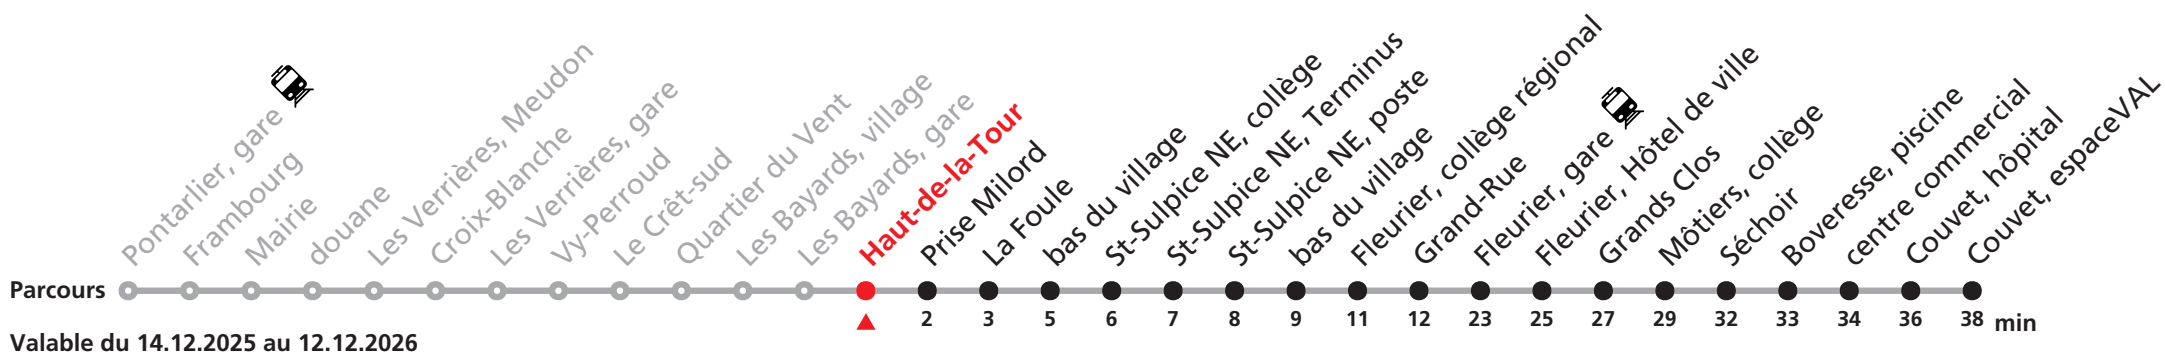 Pontarlier, gare
Frambourg
Mairie
douane
Les Verrières, Meudon
Croix-Blanche
Les Verrières, gare
Vy-Perroud
Le Crêt-sud
Quartier du Vent
Les Bayards, village
Les Bayards, gare
Haut-de-la-Tour
Prise Milord
La Foule
bas du village
St-Sulpice NE, collège
St-Sulpice NE, Terminus
St-Sulpice NE, poste
bas du village
Fleurier, collège régional
Grand-Rue
Fleurier, gare
Fleurier, Hôtel de ville
Grands Clos
Môtiers, collège
Séchoir
Boveresse, piscine
centre commercial
Couvet, hôpital
Couvet, espaceVAL
Parcours
2 3 5 6 7 8 9 11 12 23 25 27 29 32 33 34 36 38 min
Valable du 14.12.2025 au 12.12.2026